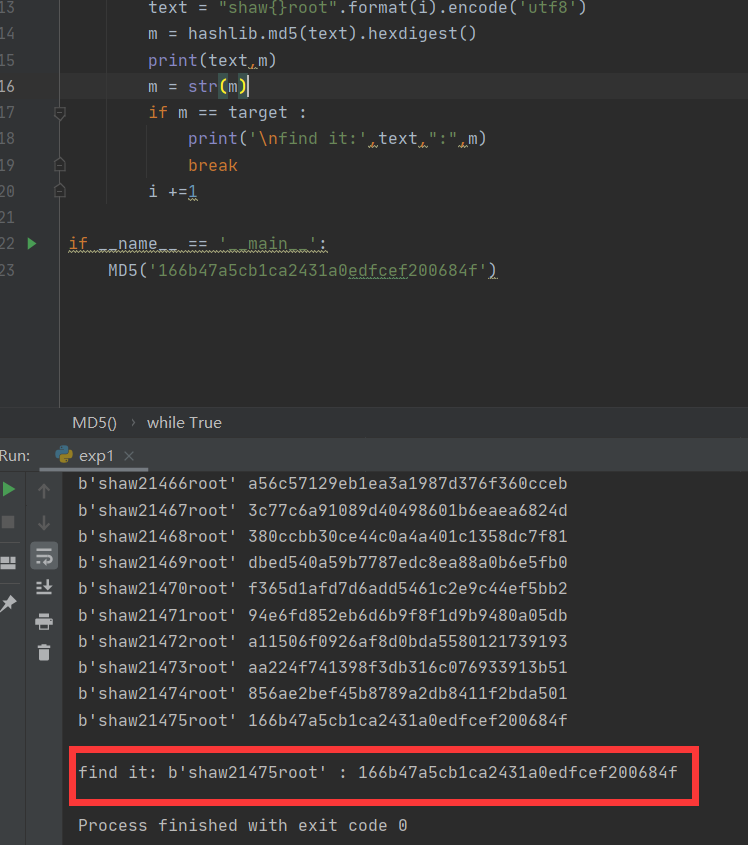 13 text = "shaw{}root".format(i).encode('utf8')
14 m = hashlib.md5(text).hexdigest()
15 print(text,m)
16 m = str(m)
17 if m == target :
18 print('\nfind it:',text,":",m)
19 break
20 i +=1
21
22 if __name__ == '__main__':
23 MD5('166b47a5cb1ca2431a0edfcef200684f')
MD5() › while True
Run: exp1 ×
b'shaw21466root' a56c57129eb1ea3a1987d376f360cceb
b'shaw21467root' 3c77c6a91089d40498601b6eaea6824d
b'shaw21468root' 380ccbb30ce44c0a4a401c1358dc7f81
b'shaw21469root' dbed540a59b7787edc8ea88a0b6e5fb0
b'shaw21470root' f365d1afd7d6add5461c2e9c44ef5bb2
b'shaw21471root' 94e6fd852eb6d6b9f8f1d9b9480a05db
b'shaw21472root' a11506f0926af8d0bda5580121739193
b'shaw21473root' aa224f741398f3db316c076933913b51
b'shaw21474root' 856ae2bef45b8789a2db8411f2bda501
b'shaw21475root' 166b47a5cb1ca2431a0edfcef200684f
find it: b'shaw21475root' : 166b47a5cb1ca2431a0edfcef200684f
Process finished with exit code 0